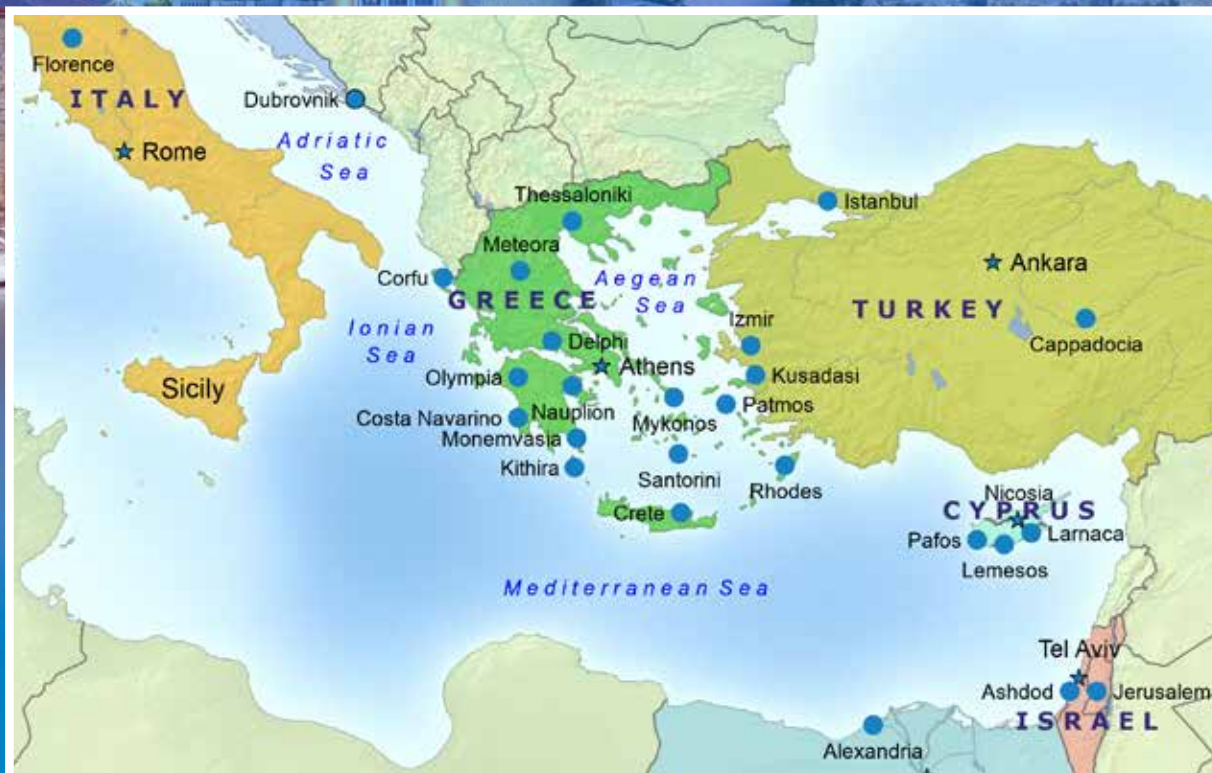 Florence
ITALY
Dubrovnik
Adriatic
Sea
Rome
Thessaloniki
Istanbul
Meteora
Ankara
Corfu
Aegean
Sea
GREECE
TURKEY
Ionian
Sea
Izmir
Delphi
Cappadocia
Athens
Sicily
Olympia
Kusadasi
Nauplion
Patmos
Costa Navarino
Mykonos
Monemvasia
Kithira
Santorini
Rhodes
Nicosia
CYPRUS
Crete
Pafos
Larnaca
Lemesos
Mediterranean Sea
Tel Aviv
Ashdod
Jerusalem
ISRAEL
Alexandria